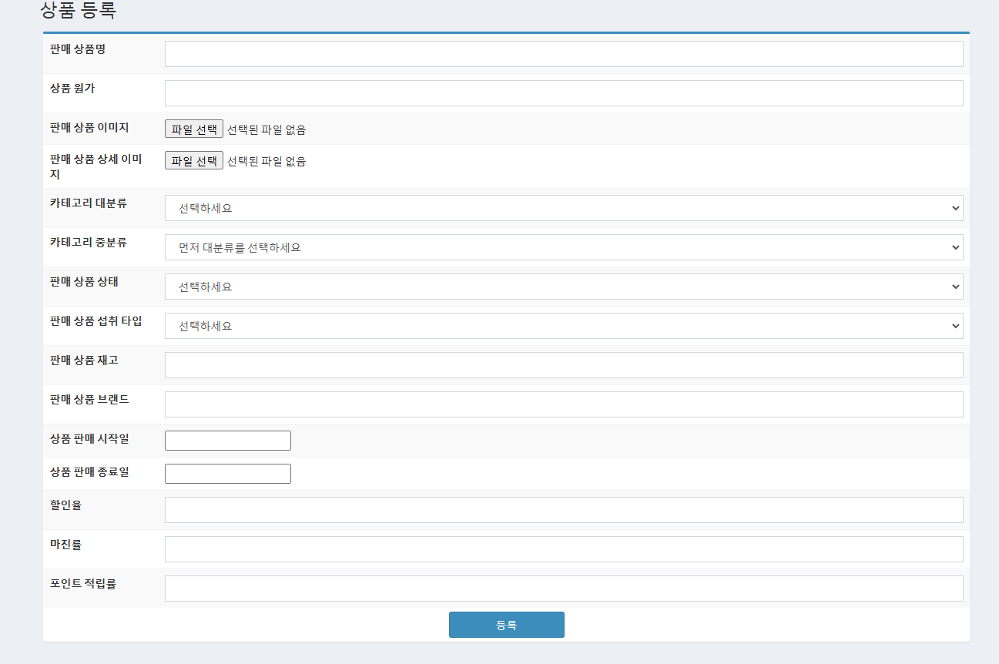 상품 등록
판매 상품명
상품 원가
판매 상품 이미지
파일 선택 선택된 파일 없음
판매 상품 상세 이미
지
파일 선택 선택된 파일 없음
카테고리 대분류
선택하세요
카테고리 중분류
먼저 대분류를 선택하세요
판매 상품 상태
선택하세요
판매 상품 섭취 타입
선택하세요
판매 상품 재고
판매 상품 브랜드
상품 판매 시작일
상품 판매 종료일
할인율
마진률
포인트 적립률
등록